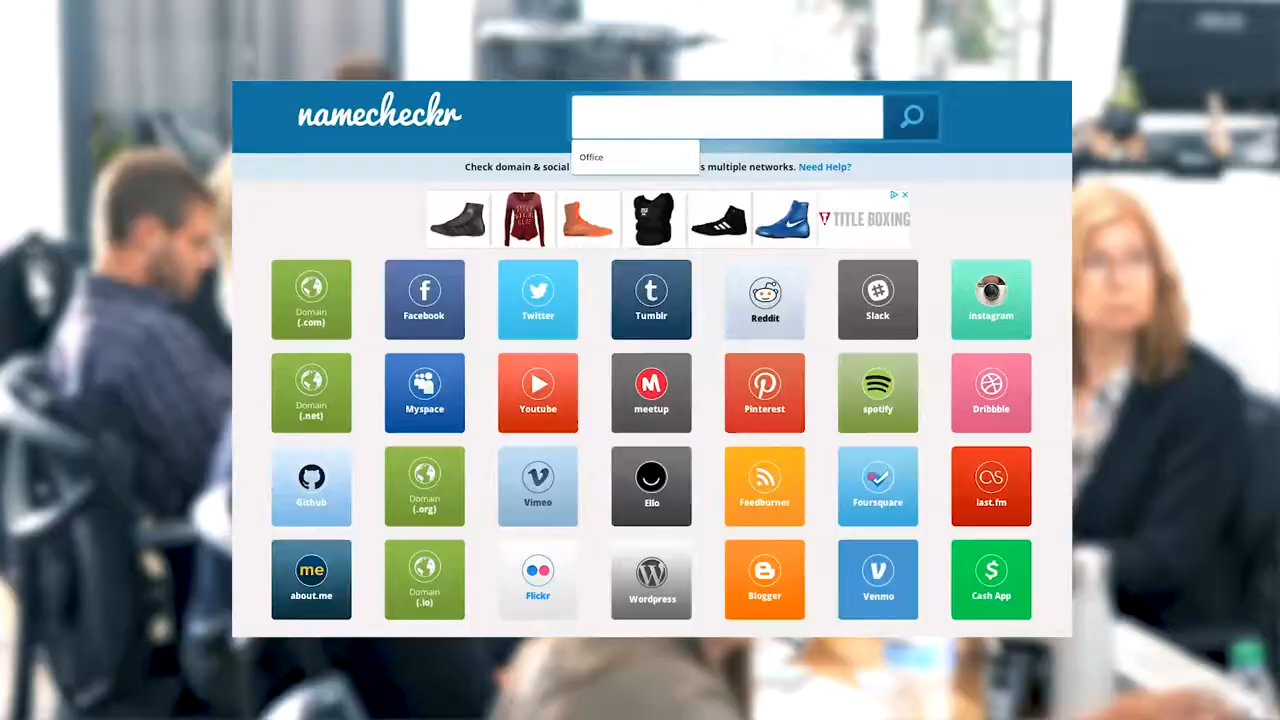 namecheckr
Office
Check domain & social s multiple networks. Need Help?
TITLE BOXING
Domain (.com)
Facebook
Twitter
Tumblr
Reddit
Slack
instagram
Domain (.net)
Myspace
Youtube
meetup
Pinterest
spotify
Dribbble
Github
Domain (.org)
Vimeo
Ello
Feedburner
Foursquare
last.fm
me
about.me
Domain (.io)
Flickr
Wordpress
Blogger
Venmo
Cash App